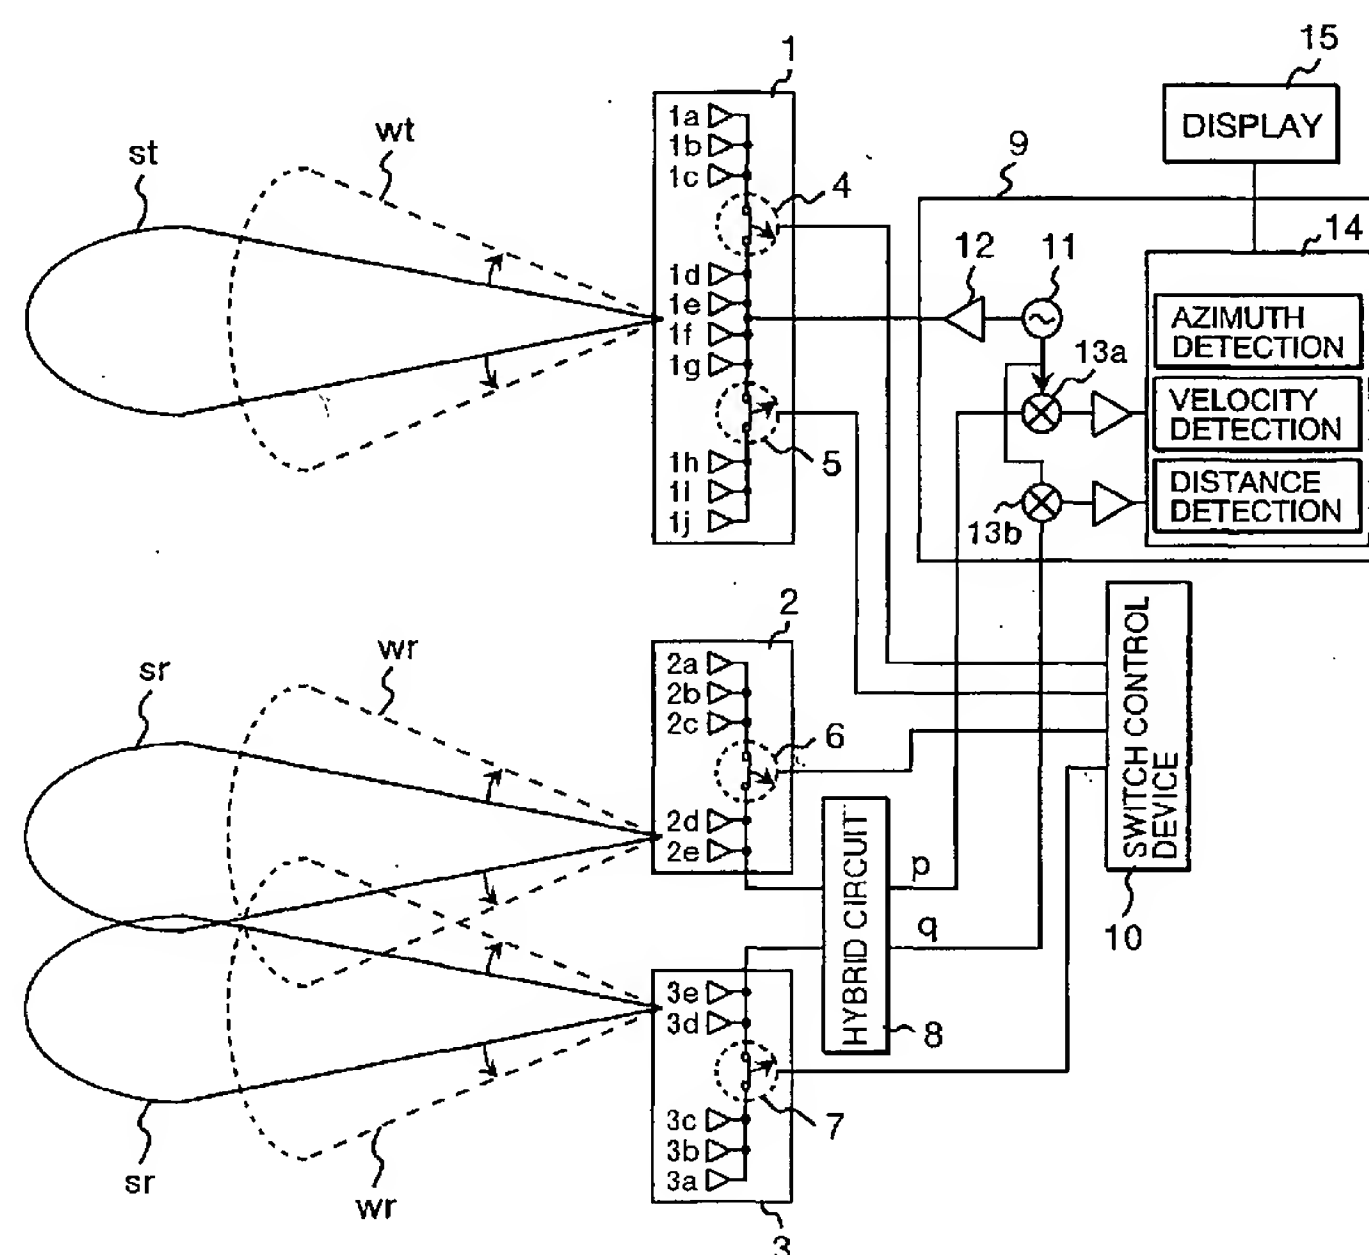 15
DISPLAY
1
1a
1b
1c
wt
st
4
9
14
12
11
1d
1e
1f
1g
13a
AZIMUTH
DETECTION
VELOCITY
DETECTION
DISTANCE
DETECTION
5
1h
1i
1j
13b
2
2a
2b
2c
wr
sr
6
2d
2e
HYBRID CIRCUIT
8
p
q
SWITCH CONTROL
DEVICE
10
3e
3d
7
3c
3b
3a
sr
wr
3